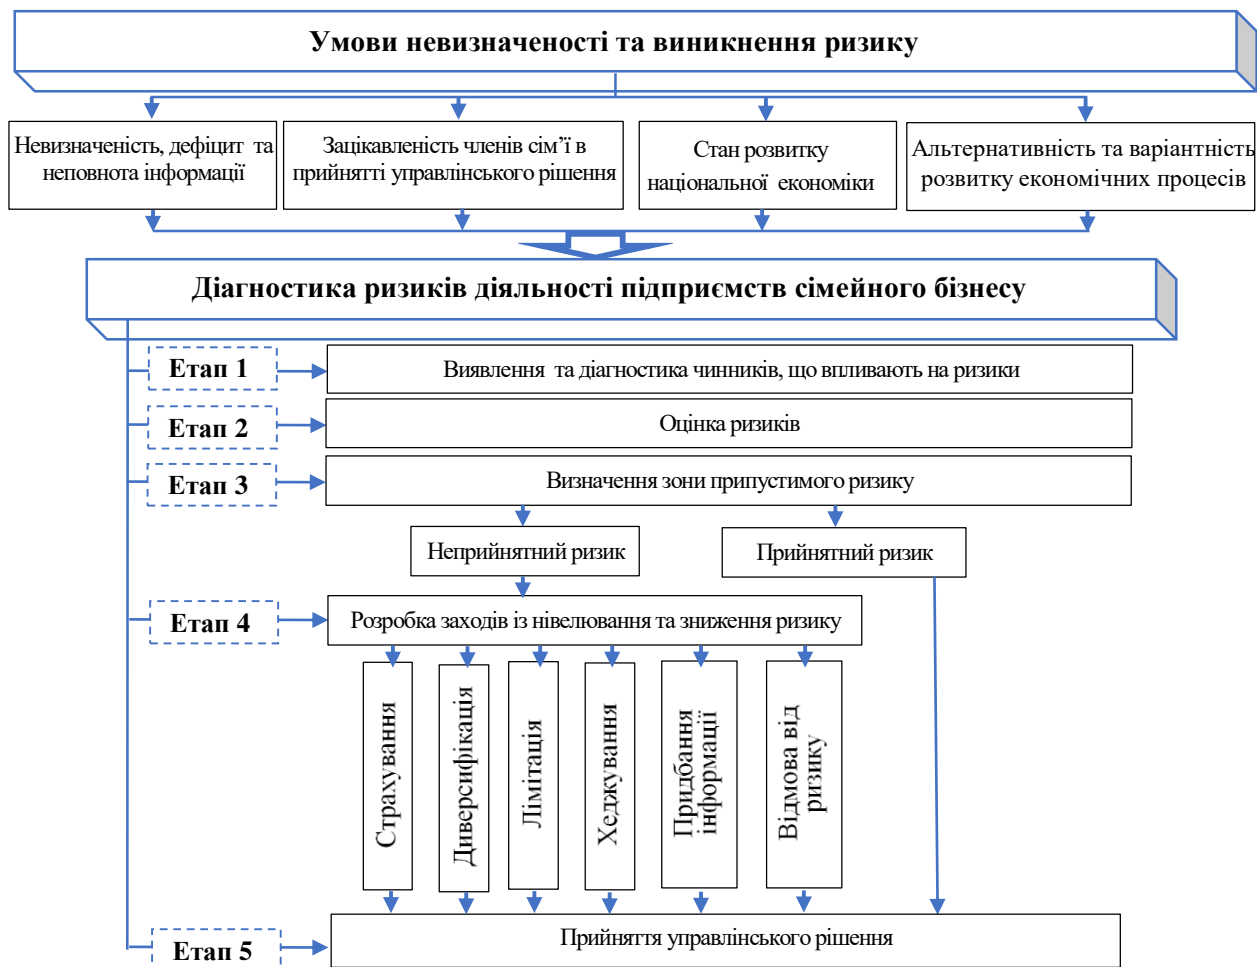 Умови невизначеності та виникнення ризику
Невизначеність, дефіцит та
неповнота інформації
Зацікавленість членів сім’ї в
прийнятті управлінського рішення
Стан розвитку
національної економіки
Альтернативність та варіантність
розвитку економічних процесів
Діагностика ризиків діяльності підприємств сімейного бізнесу
Етап 1
Виявлення та діагностика чинників, що впливають на ризики
Етап 2
Оцінка ризиків
Етап 3
Визначення зони припустимого ризику
Неприйнятний ризик
Прийнятний ризик
Етап 4
Розробка заходів із нівелювання та зниження ризику
Страхування
Диверсифікація
Лімітація
Хеджування
Придбання
інформації
Відмова від
ризику
Етап 5
Прийняття управлінського рішення